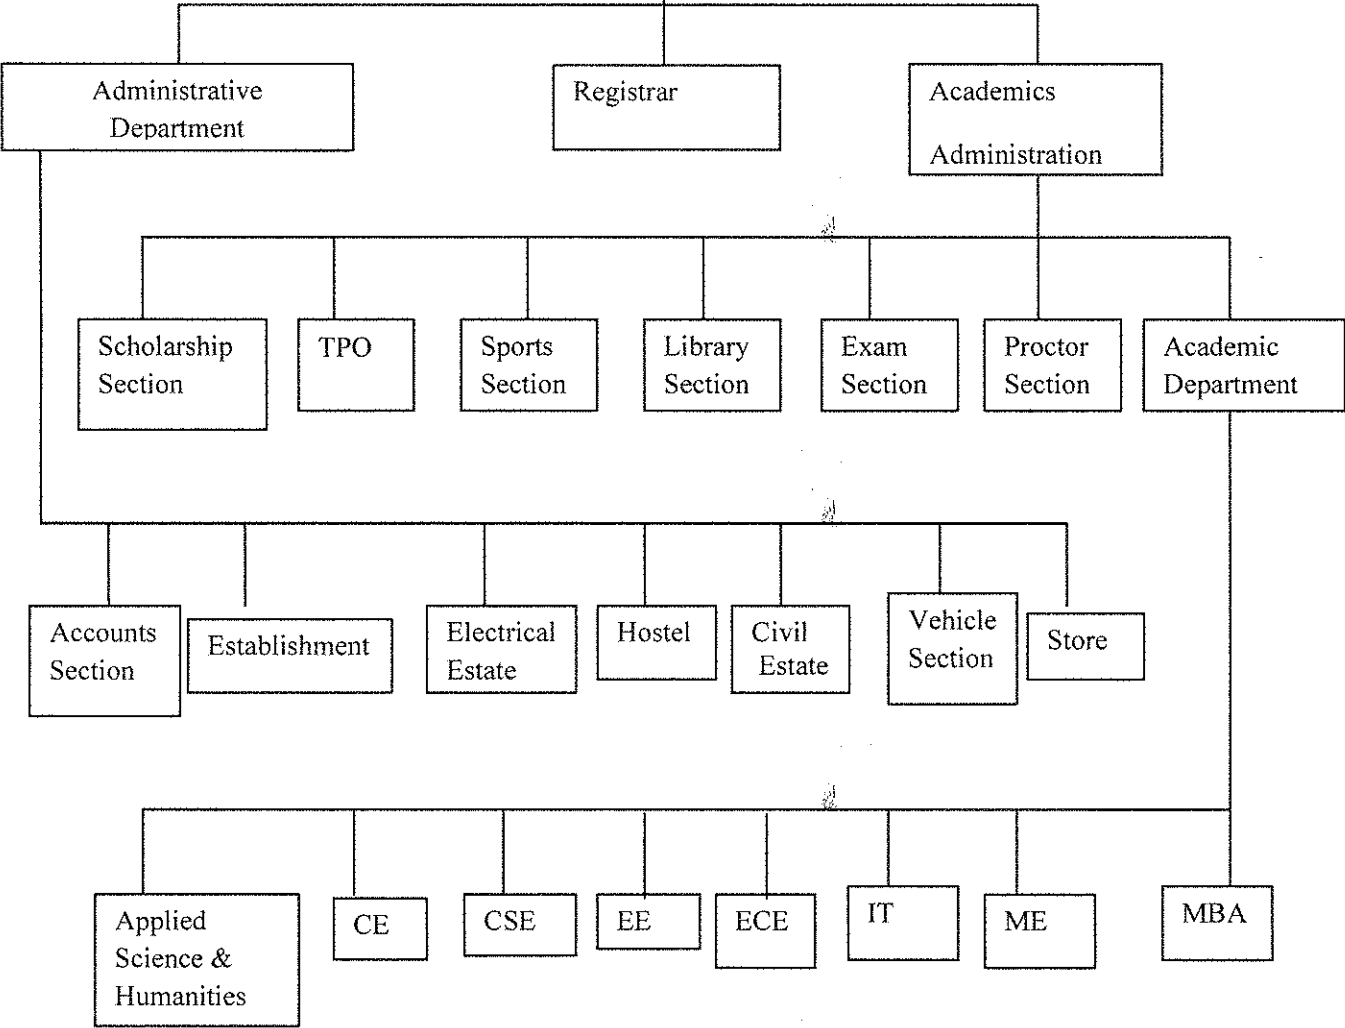 Administrative
Department
Registrar
Academics
Administration
Scholarship
Section
TPO
Sports
Section
Library
Section
Exam
Section
Proctor
Section
Academic
Department
Accounts
Section
Establishment
Electrical
Estate
Hostel
Civil
Estate
Vehicle
Section
Store
Applied
Science &
Humanities
CE
CSE
EE
ECE
IT
ME
MBA